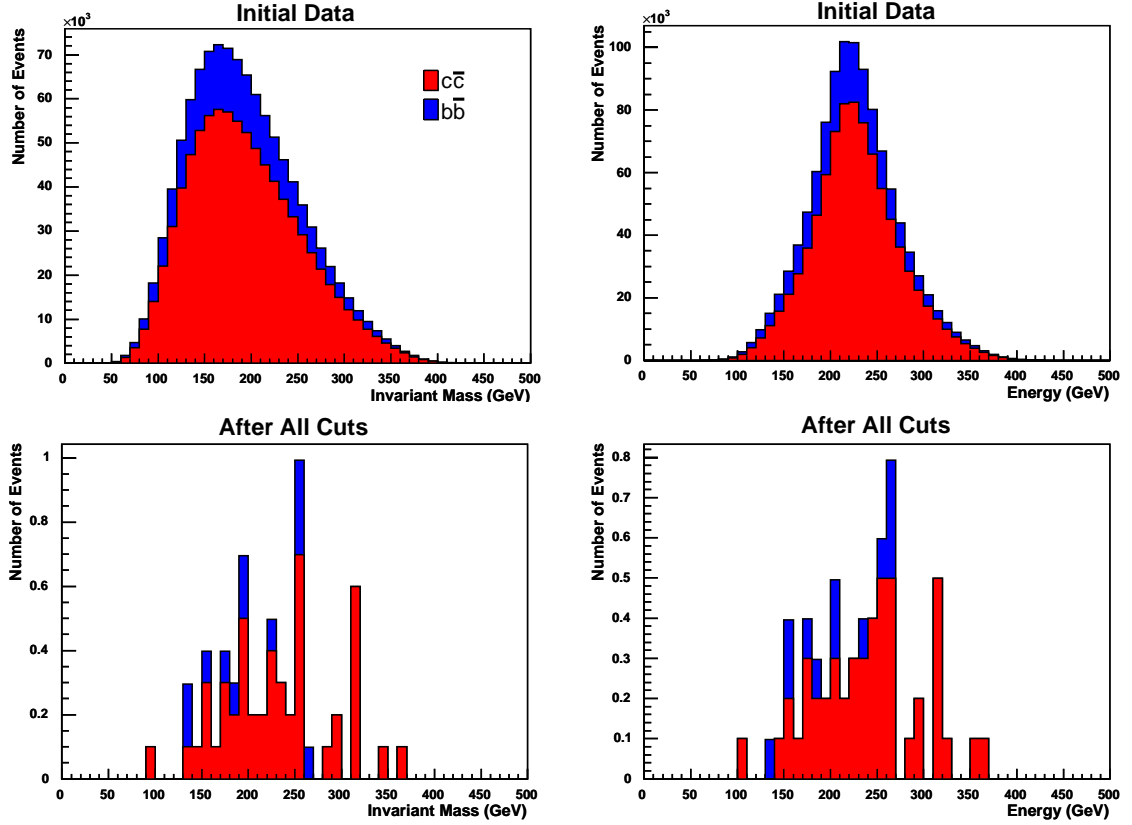 Initial Data
×10³
Number of Events
70
60
50
40
30
20
10
0
0 50 100 150 200 250 300 350 400 450 500
Invariant Mass (GeV)
cc̅
bb̅
Initial Data
×10³
Number of Events
100
80
60
40
20
0
0 50 100 150 200 250 300 350 400 450 500
Energy (GeV)
After All Cuts
Number of Events
1
0.8
0.6
0.4
0.2
0
0 50 100 150 200 250 300 350 400 450 500
Invariant Mass (GeV)
After All Cuts
Number of Events
0.8
0.7
0.6
0.5
0.4
0.3
0.2
0.1
0
0 50 100 150 200 250 300 350 400 450 500
Energy (GeV)